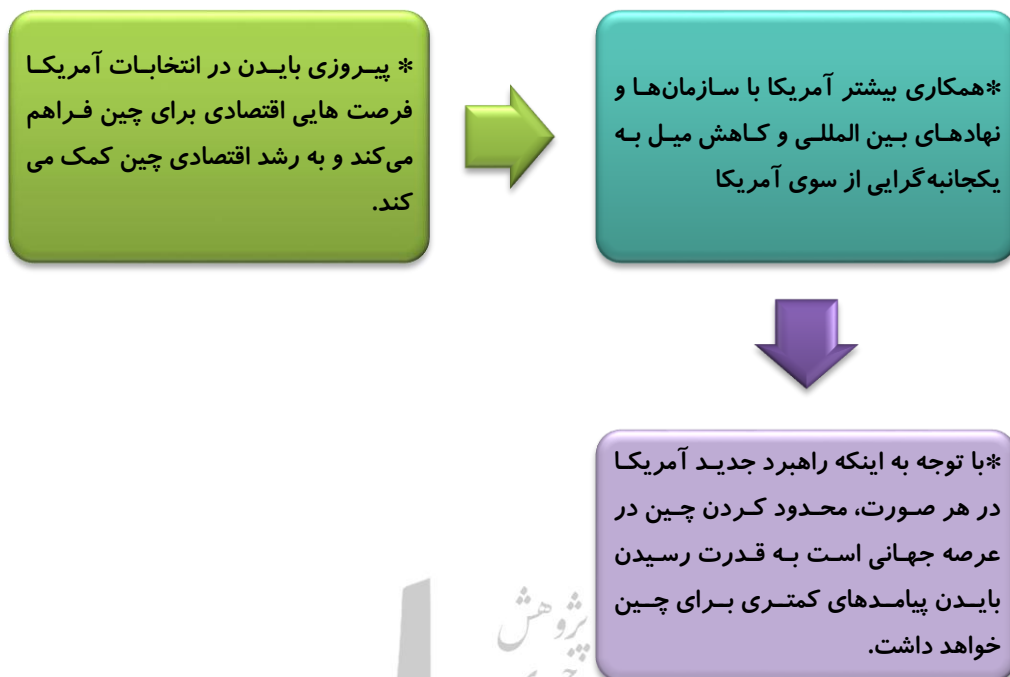 * پیروزی بایدن در انتخابات آمریکا
فرصت هایی اقتصادی برای چین فراهم
می‌کند و به رشد اقتصادی چین کمک می
کند.
*همکاری بیشتر آمریکا با سازمان‌ها و
نهادهای بین المللی و کاهش میل به
یکجانبه‌گرایی از سوی آمریکا
*با توجه به اینکه راهبرد جدید آمریکا
در هر صورت، محدود کردن چین در
عرصه جهانی است به قدرت رسیدن
بایدن پیامدهای کمتری برای چین
خواهد داشت.
پژوهش